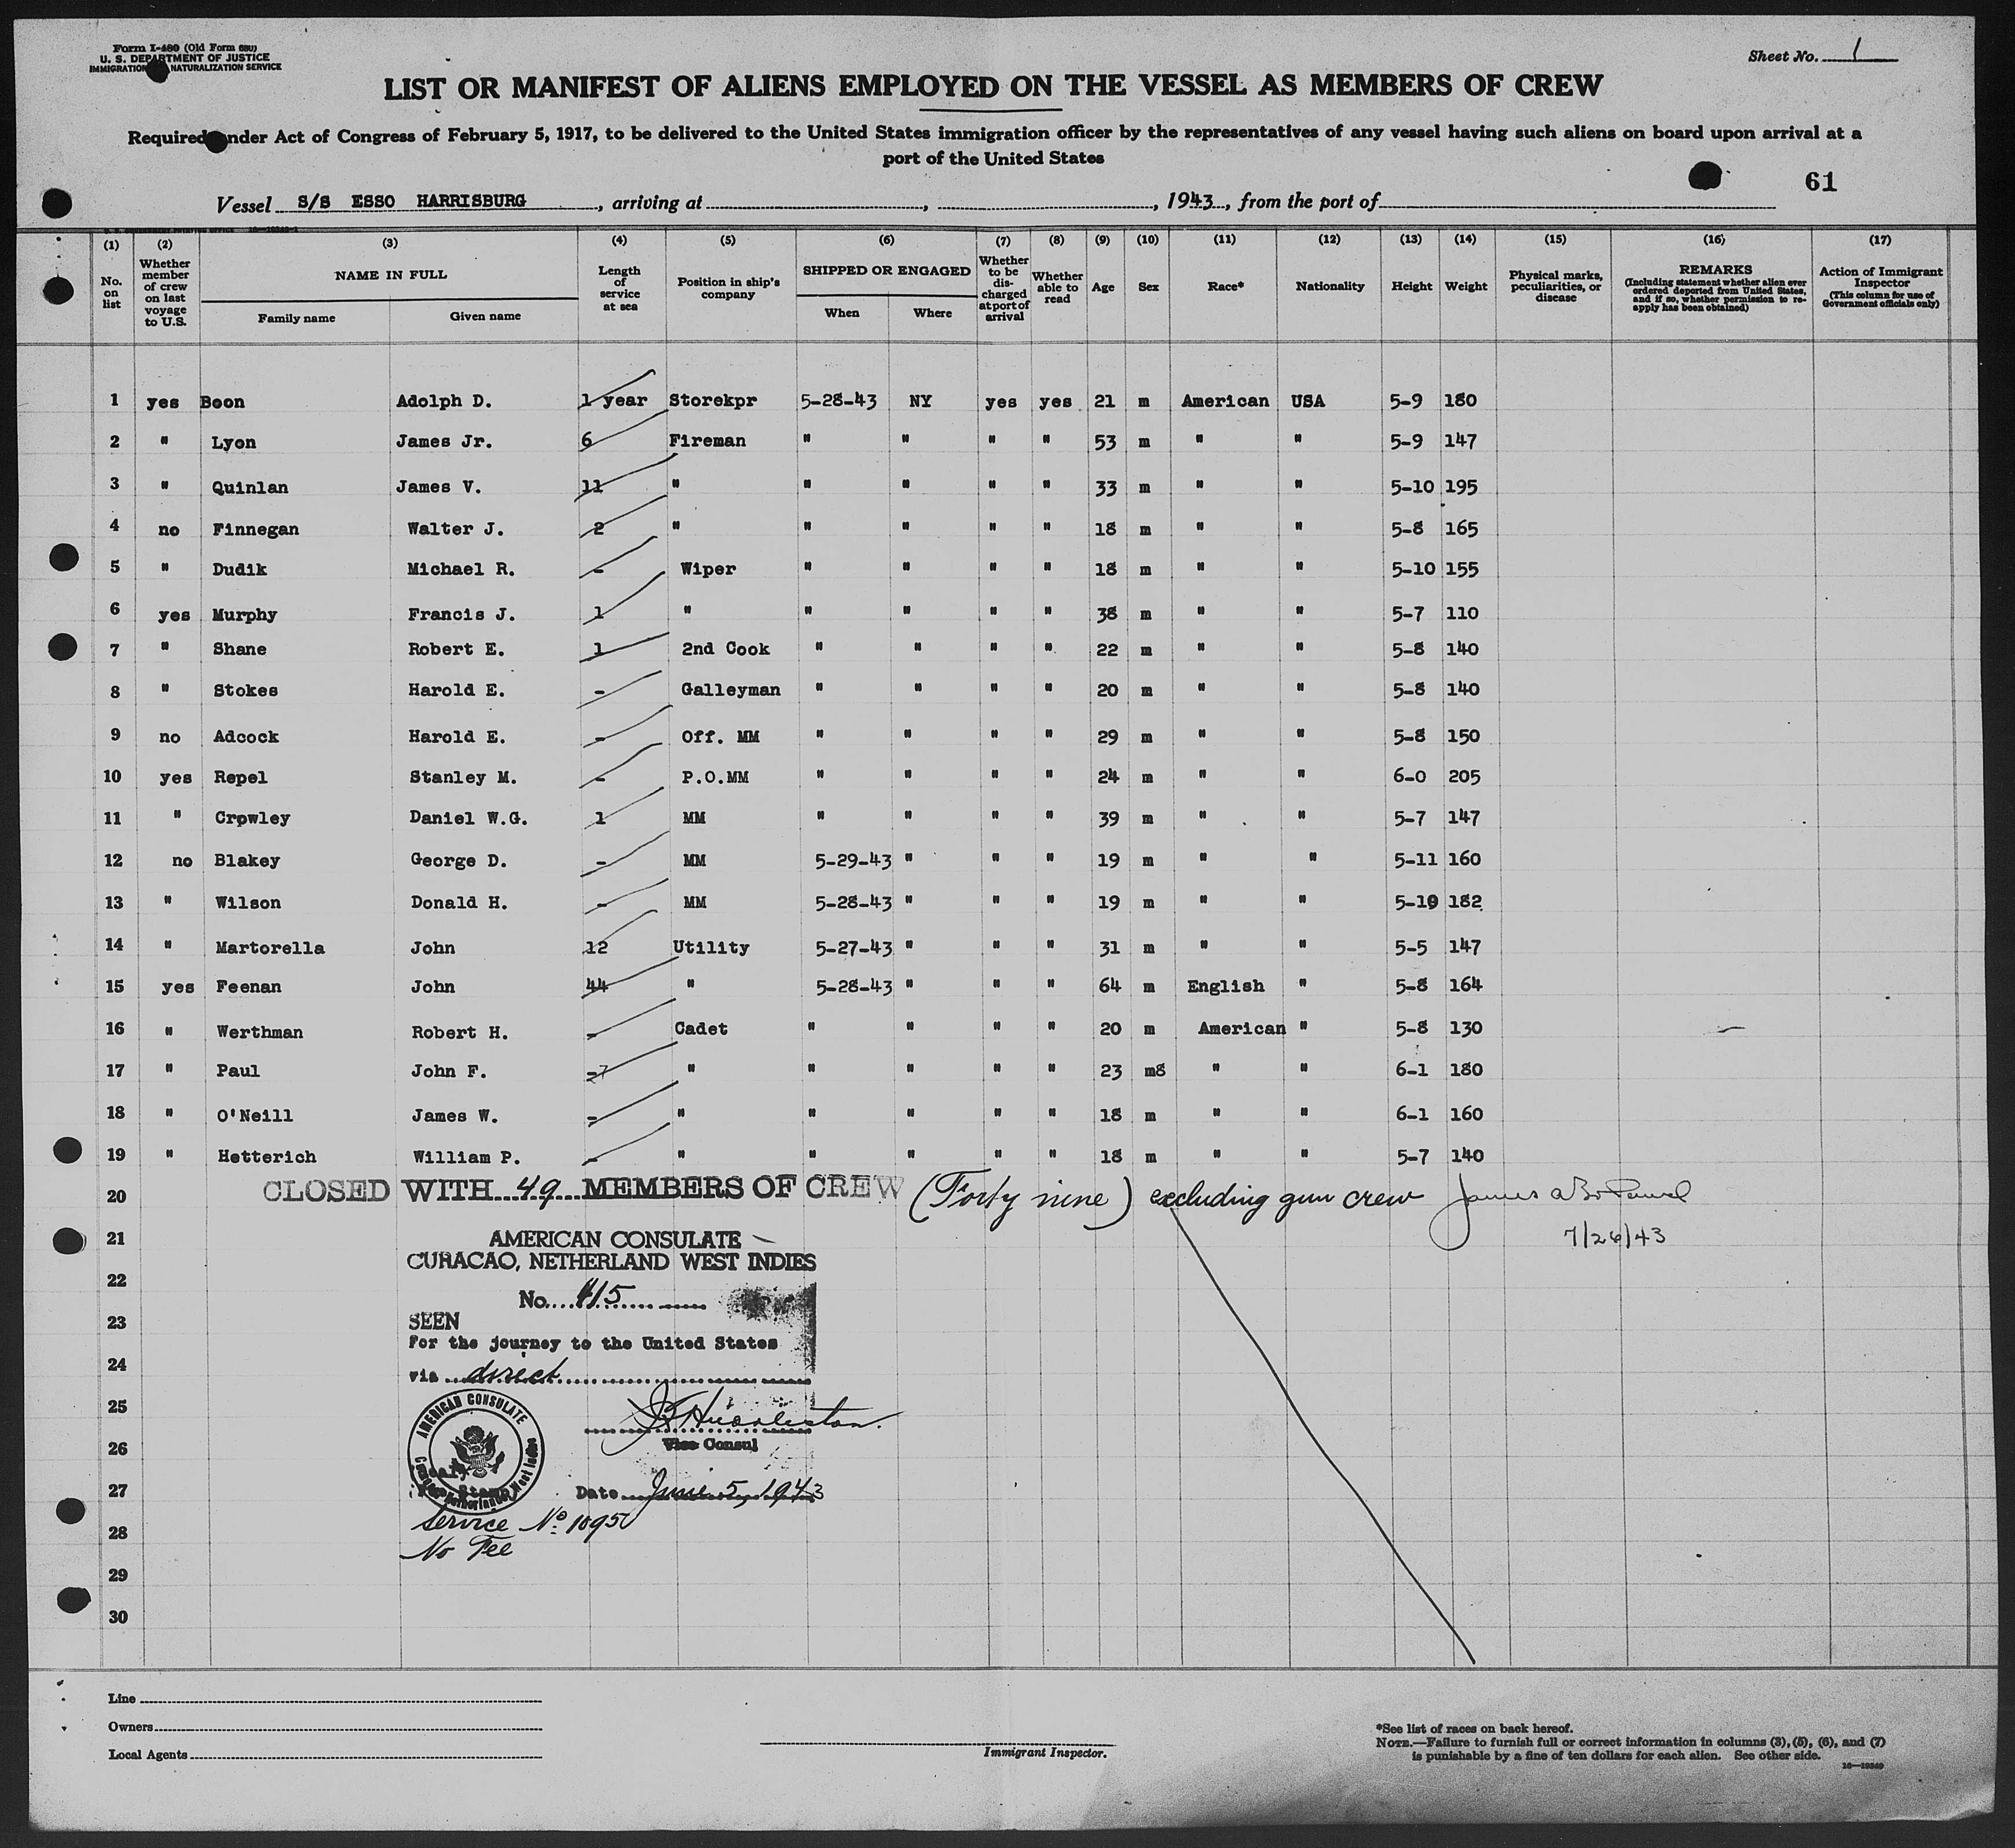 Form I-480 (Old Form 680)
U. S. DEPARTMENT OF JUSTICE
IMMIGRATION NATURALIZATION SERVICE
Sheet No. 1
LIST OR MANIFEST OF ALIENS EMPLOYED ON THE VESSEL AS MEMBERS OF CREW
Required under Act of Congress of February 5, 1917, to be delivered to the United States immigration officer by the representatives of any vessel having such aliens on board upon arrival at a
port of the United States
61
Vessel S/S ESSO HARRISBURG, arriving at , , 1943, from the port of
(1) No. on list
(2) Whether member of crew on last voyage to U.S.
(3) NAME IN FULL Family name Given name
(4) Length of service at sea
(5) Position in ship's company
(6) SHIPPED OR ENGAGED When Where
(7) Whether to be discharged at port of arrival
(8) Whether able to read
(9) Age
(10) Sex
(11) Race*
(12) Nationality
(13) Height
(14) Weight
(15) Physical marks, peculiarities, or disease
(16) REMARKS (Including statement whether alien ever ordered deported from United States, and if so, whether permission to reapply has been obtained)
(17) Action of Immigrant Inspector (This column for use of Government officials only)
1 yes Boon Adolph D. 1 year Storekpr 5-28-43 NY yes yes 21 m American USA 5-9 180
2 " Lyon James Jr. 6 Fireman " " " " 53 m " " 5-9 147
3 " Quinlan James V. 11 " " " " " 33 m " " 5-10 195
4 no Finnegan Walter J. 2 " " " " " 18 m " " 5-8 165
5 " Dudik Michael R. - Wiper " " " " 18 m " " 5-10 155
6 yes Murphy Francis J. 1 " " " " " 38 m " " 5-7 110
7 " Shane Robert E. 1 2nd Cook " " " " 22 m " " 5-8 140
8 " Stokes Harold E. - Galleyman " " " " 20 m " " 5-8 140
9 no Adcock Harold E. - Off. MM " " " " 29 m " " 5-8 150
10 yes Repel Stanley M. - P.O.MM " " " " 24 m " " 6-0 205
11 " Crowley Daniel W.G. 1 MM " " " " 39 m " " 5-7 147
12 no Blakey George D. - MM 5-29-43 " " " 19 m " " 5-11 160
13 " Wilson Donald H. - MM 5-28-43 " " " 19 m " " 5-10 182
14 " Martorella John 12 Utility 5-27-43 " " " 31 m " " 5-5 147
15 yes Feenan John 44 " 5-28-43 " " " 64 m English " 5-8 164
16 " Werthman Robert H. - Cadet " " " " 20 m American " 5-8 130
17 " Paul John F. -7 " " " " " 23 m8 " " 6-1 180
18 " O'Neill James W. - " " " " " 18 m " " 6-1 160
19 " Hetterich William P. - " " " " " 18 m " " 5-7 140
20 CLOSED WITH 49 MEMBERS OF CREW (Forty nine) excluding gun crew James
21 AMERICAN CONSULATE 7/26/43
CURACAO, NETHERLAND WEST INDIES
22
No. 415
23 SEEN
For the journey to the United States
24 via direct
25
26 Vice Consul
AMERICAN CONSULATE
27 Date June 5, 1943
Service No. 1095
28
No Fee
29
30
Line
Owners
Local Agents
Immigrant Inspector.
*See list of races on back hereof.
NOTE.—Failure to furnish full or correct information in columns (3), (5), (6), and (7)
is punishable by a fine of ten dollars for each alien. See other side.